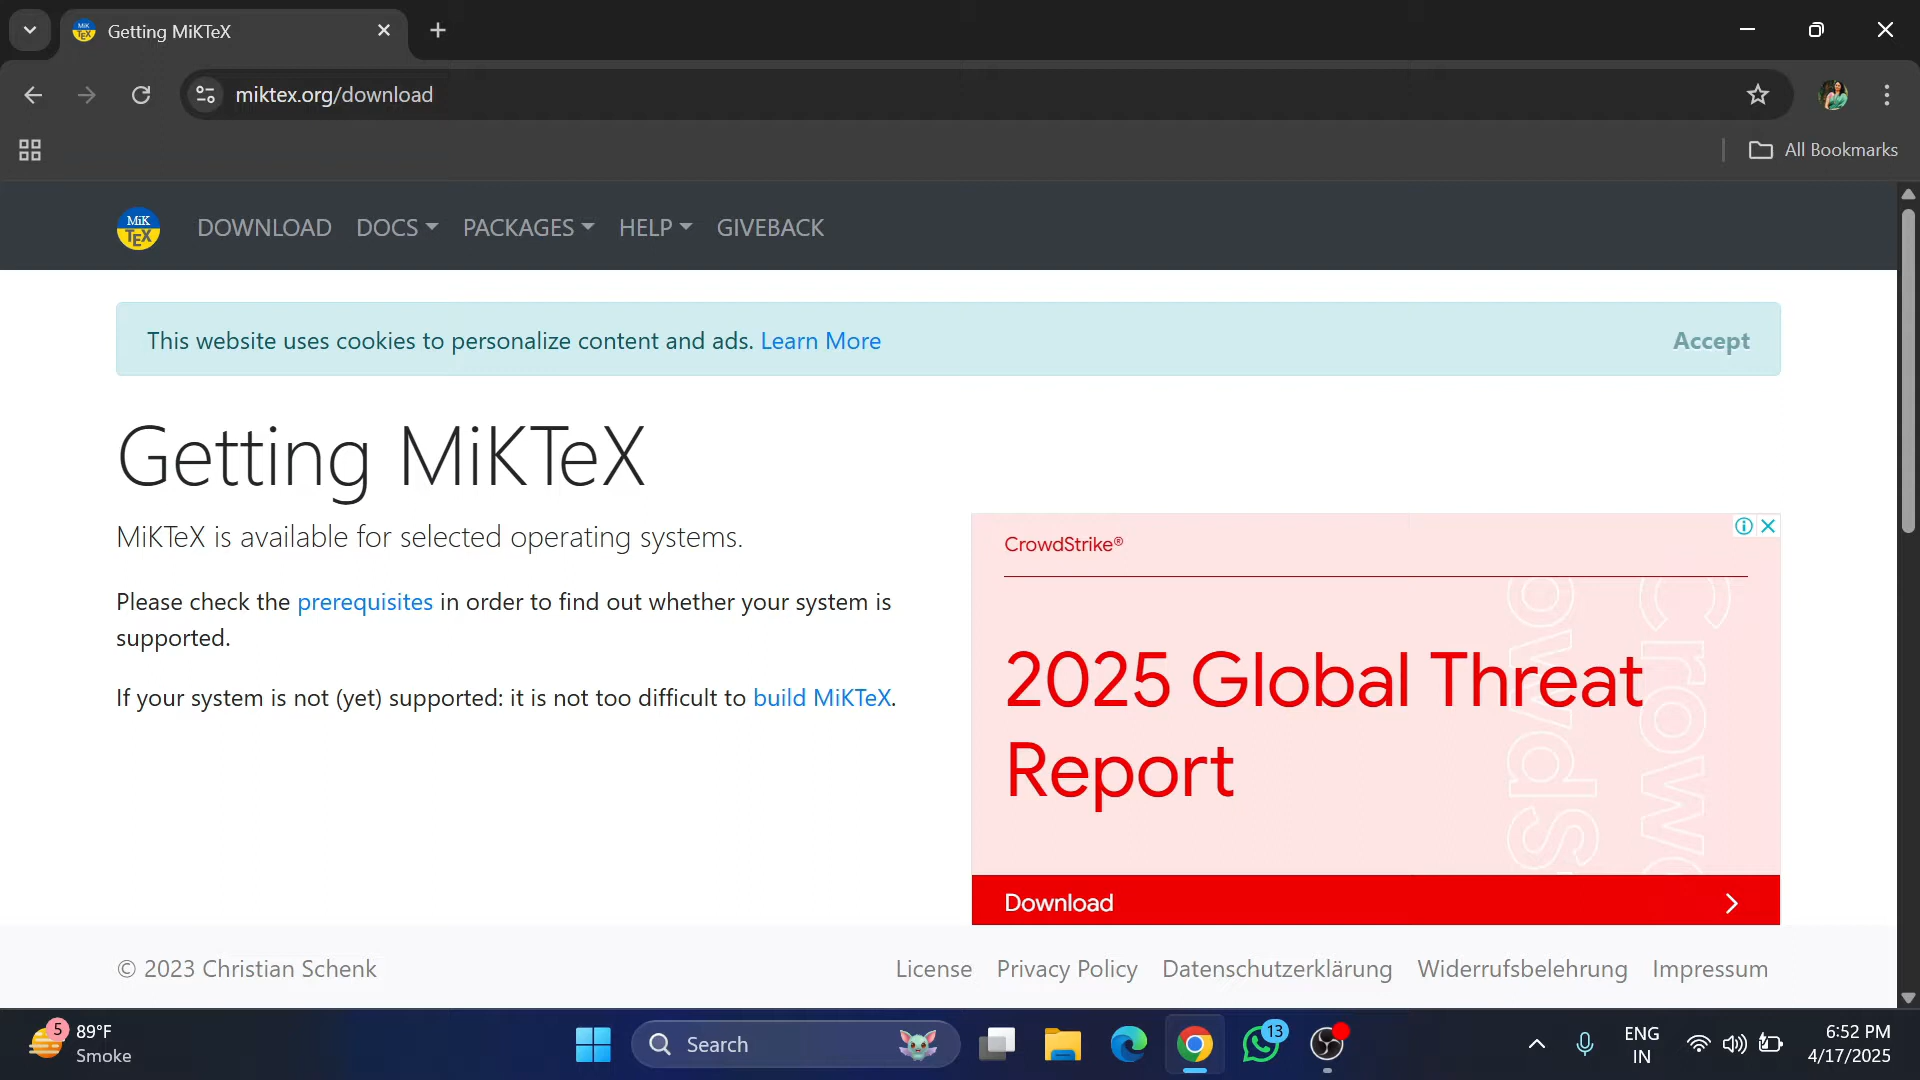 Getting MiKTeX
miktex.org/download
All Bookmarks
MiK
TEX
DOWNLOAD DOCS PACKAGES HELP GIVEBACK
This website uses cookies to personalize content and ads. Learn More
Accept
Getting MiKTeX
MiKTeX is available for selected operating systems.
Please check the prerequisites in order to find out whether your system is
supported.
If your system is not (yet) supported: it is not too difficult to build MiKTeX.
CrowdStrike®
2025 Global Threat
Report
Download
© 2023 Christian Schenk
License Privacy Policy Datenschutzerklärung Widerrufsbelehrung Impressum
5
89°F
Smoke
Search
13
ENG
IN
6:52 PM
4/17/2025